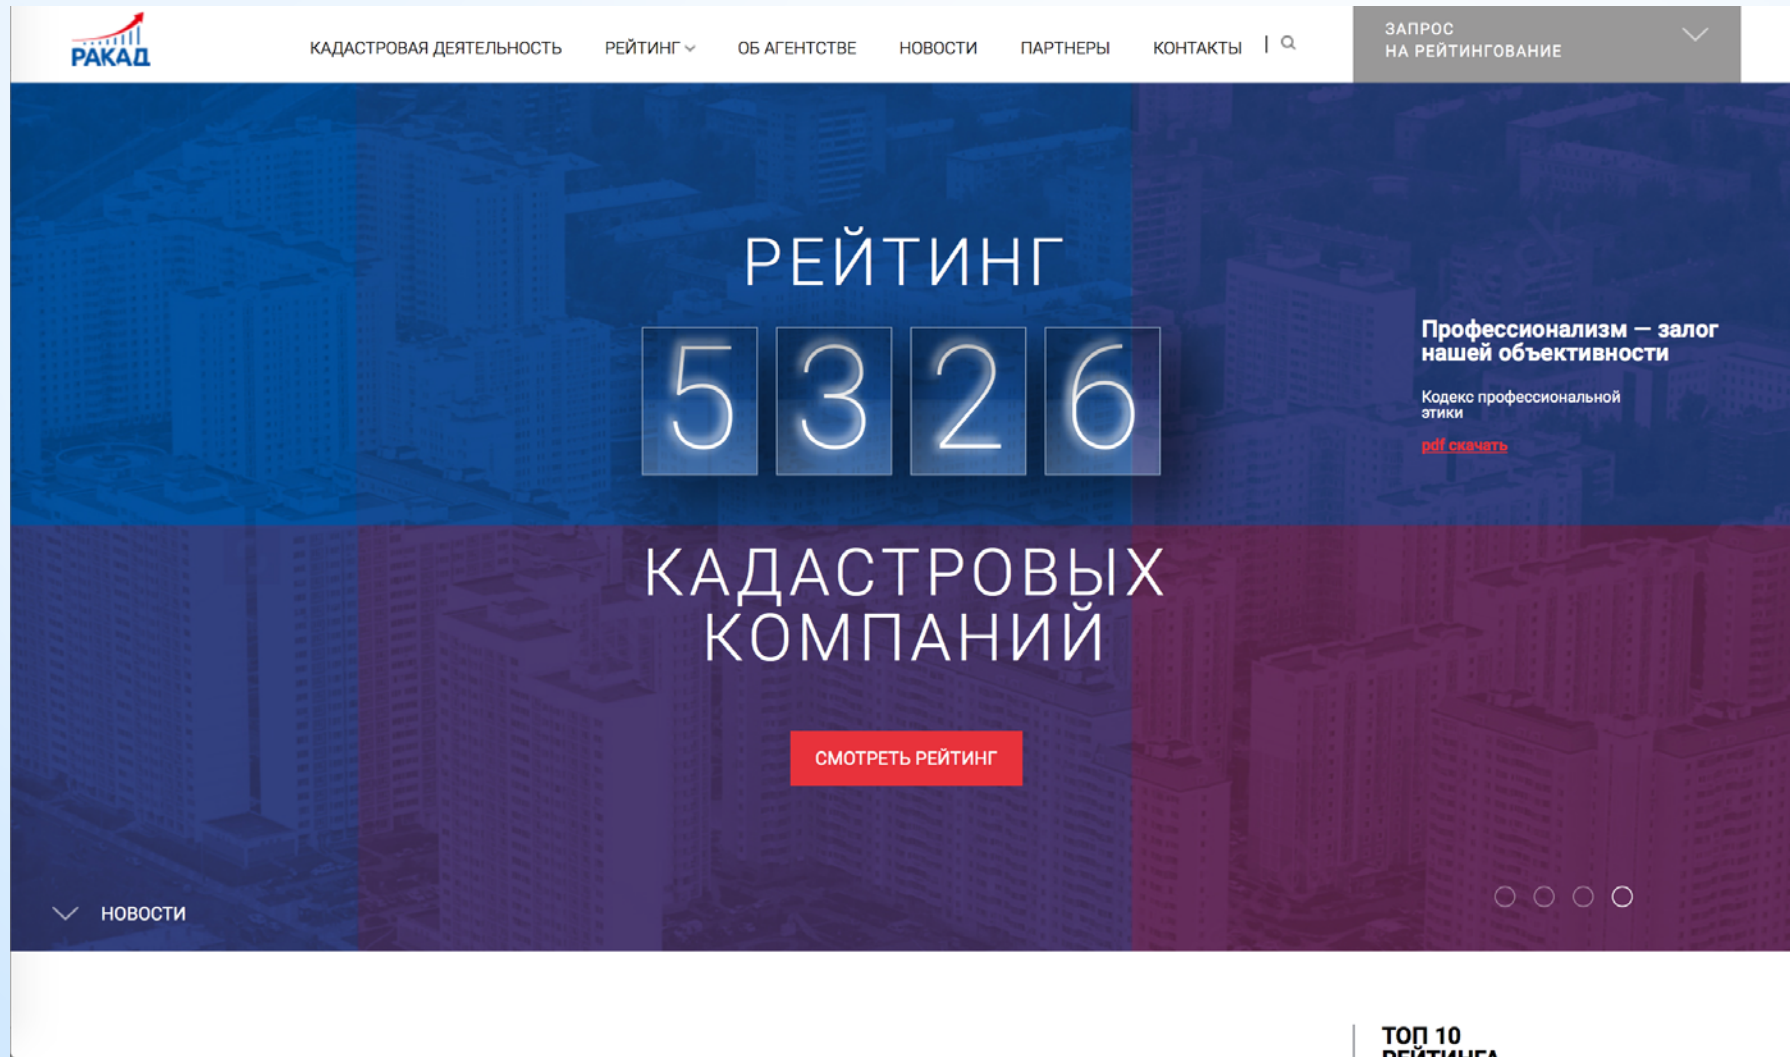 РАКАД
КАДАСТРОВАЯ ДЕЯТЕЛЬНОСТЬ РЕЙТИНГ ОБ АГЕНТСТВЕ НОВОСТИ ПАРТНЕРЫ КОНТАКТЫ |
ЗАПРОС
НА РЕЙТИНГОВАНИЕ
РЕЙТИНГ
5326
КАДАСТРОВЫХ
КОМПАНИЙ
СМОТРЕТЬ РЕЙТИНГ
Профессионализм — залог
нашей объективности
Кодекс профессиональной
этики
pdf скачать
НОВОСТИ
ТОП 10
РЕЙТИНГА